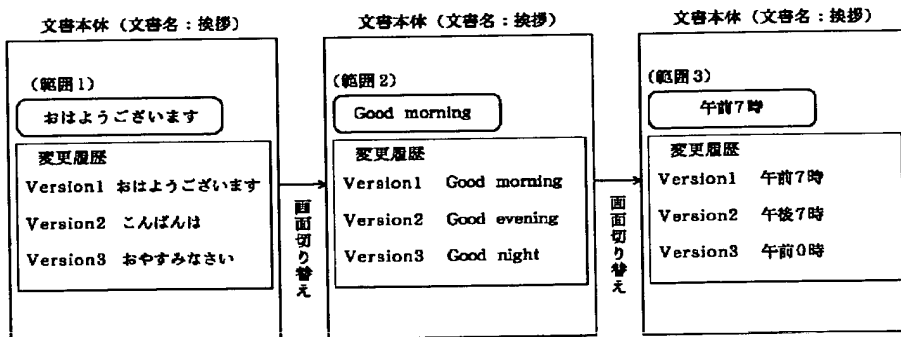 文書本体（文書名：挨拶）
（範囲１）
おはようございます
変更履歴
Version1 おはようございます
Version2 こんばんは
Version3 おやすみなさい
画面切り替え
文書本体（文書名：挨拶）
（範囲２）
Good morning
変更履歴
Version1 Good morning
Version2 Good evening
Version3 Good night
画面切り替え
文書本体（文書名：挨拶）
（範囲３）
午前７時
変更履歴
Version1 午前７時
Version2 午後７時
Version3 午前０時